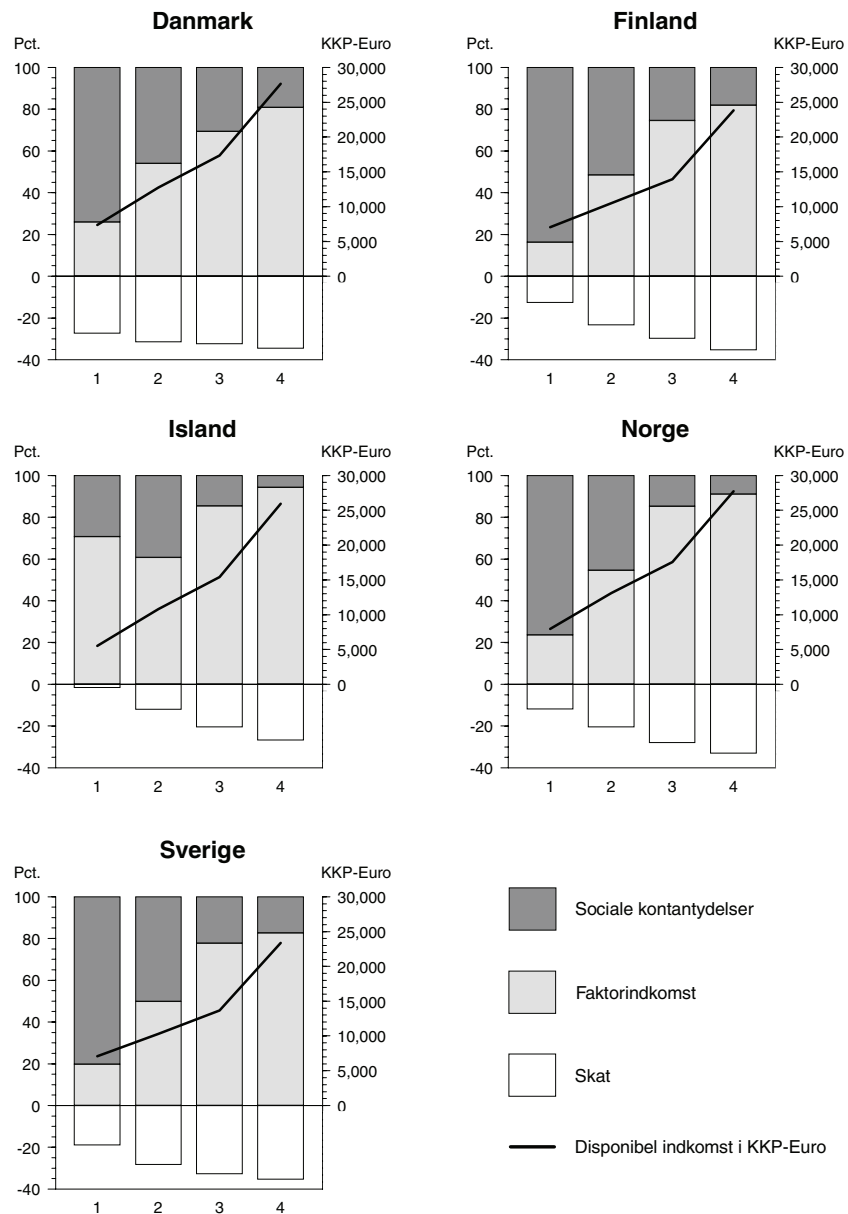 Danmark
Pct. KKP-Euro
100 30,000
80 25,000
60 20,000
40 15,000
20 10,000
0 5,000
-20 0
-40
1 2 3 4
Finland
Pct. KKP-Euro
100 30,000
80 25,000
60 20,000
40 15,000
20 10,000
0 5,000
-20 0
-40
1 2 3 4
Island
Pct. KKP-Euro
100 30,000
80 25,000
60 20,000
40 15,000
20 10,000
0 5,000
-20 0
-40
1 2 3 4
Norge
Pct. KKP-Euro
100 30,000
80 25,000
60 20,000
40 15,000
20 10,000
0 5,000
-20 0
-40
1 2 3 4
Sverige
Pct. KKP-Euro
100 30,000
80 25,000
60 20,000
40 15,000
20 10,000
0 5,000
-20 0
-40
1 2 3 4
Sociale kontantydelser
Faktorindkomst
Skat
Disponibel indkomst i KKP-Euro